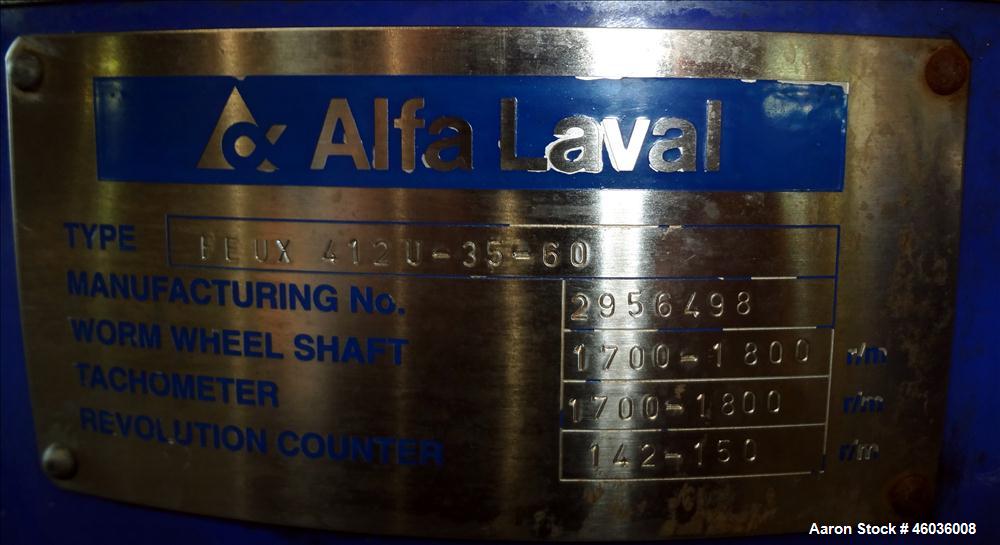 Alfa Laval
TYPE FEUX 412U-35-60
MANUFACTURING No. 2956498
WORM WHEEL SHAFT 1700-1800 r/m
TACHOMETER 1700-1800 r/m
REVOLUTION COUNTER 142-150 r/m
Aaron Stock # 46036008